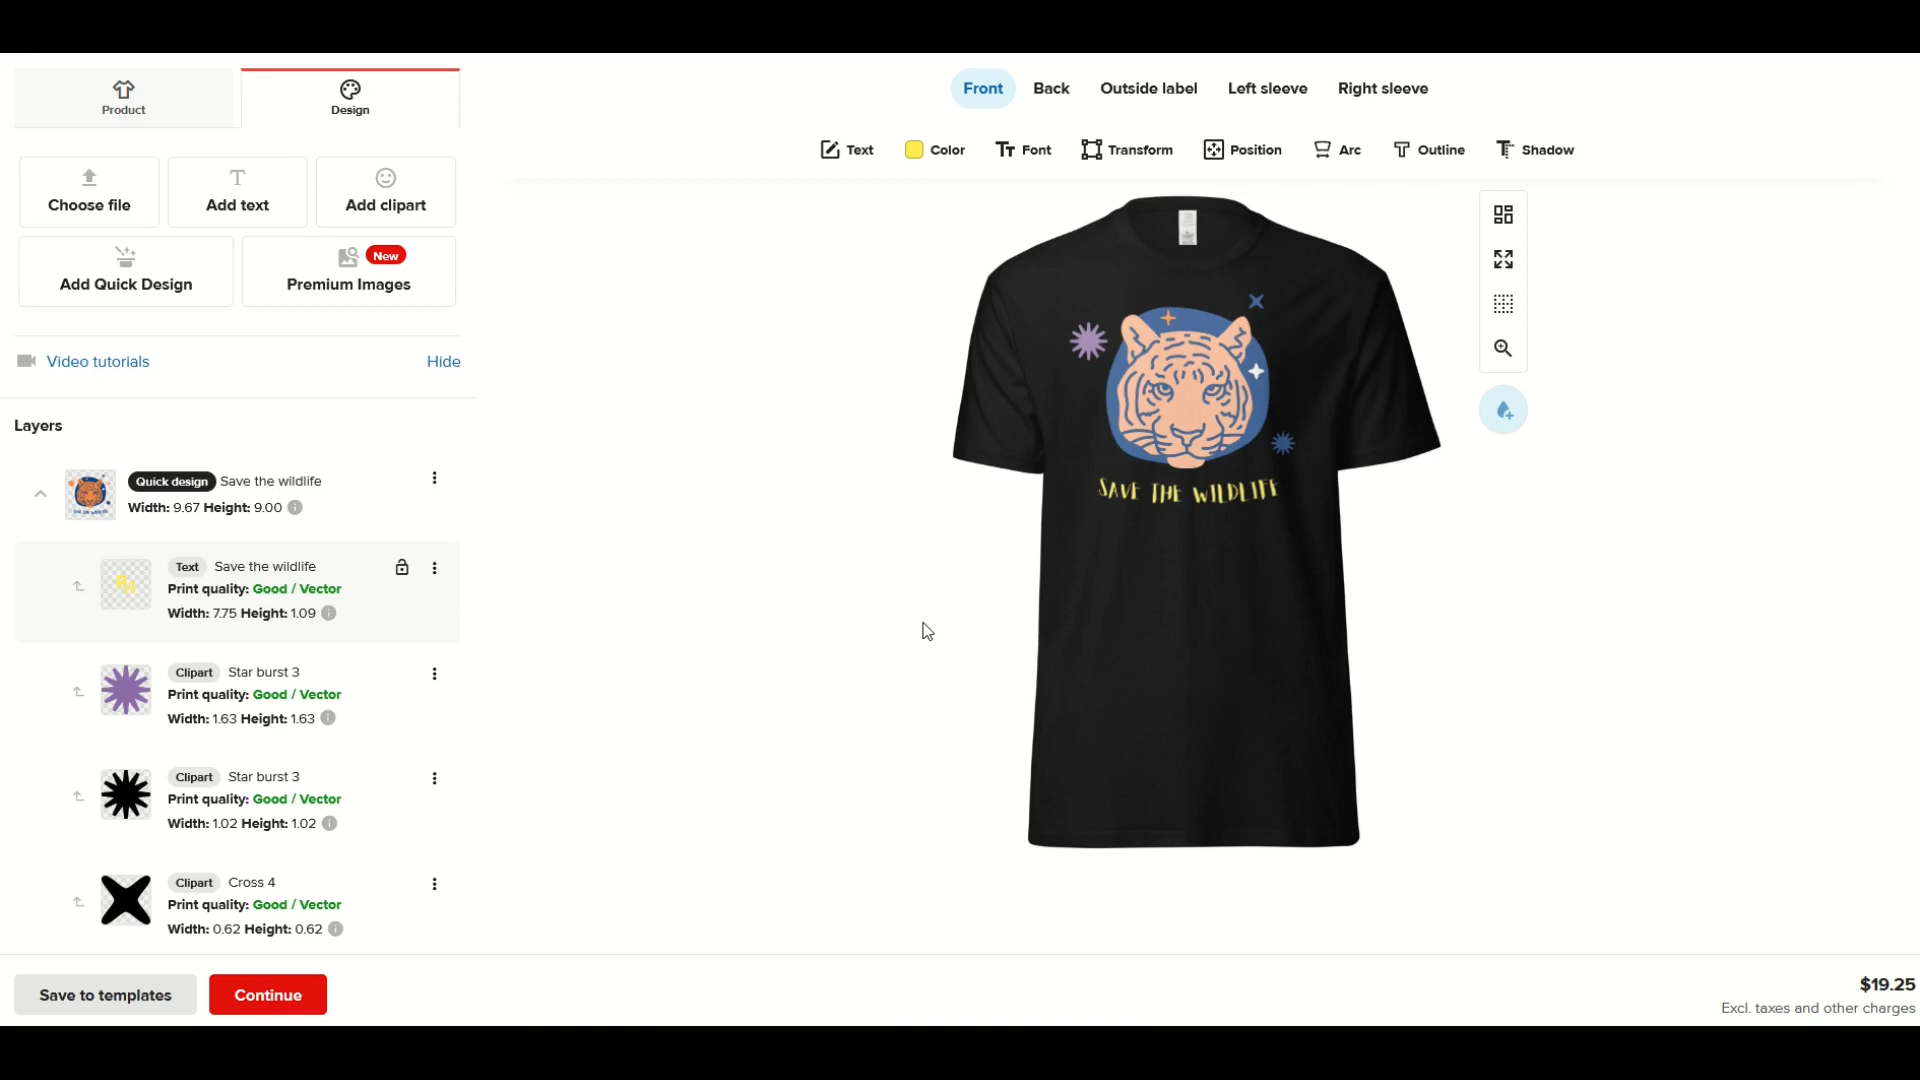 Product
Design
Front
Back
Outside label
Left sleeve
Right sleeve
Text
Color
Font
Transform
Position
Arc
Outline
Shadow
Choose file
Add text
Add clipart
Add Quick Design
New
Premium Images
Video tutorials
Hide
Layers
Quick design Save the wildlife
Width: 9.67 Height: 9.00
Text Save the wildlife
Print quality: Good / Vector
Width: 7.75 Height: 1.09
Clipart Star burst 3
Print quality: Good / Vector
Width: 1.63 Height: 1.63
Clipart Star burst 3
Print quality: Good / Vector
Width: 1.02 Height: 1.02
Clipart Cross 4
Print quality: Good / Vector
Width: 0.62 Height: 0.62
SAVE THE WILDLIFE
Save to templates
Continue
$19.25
Excl. taxes and other charges